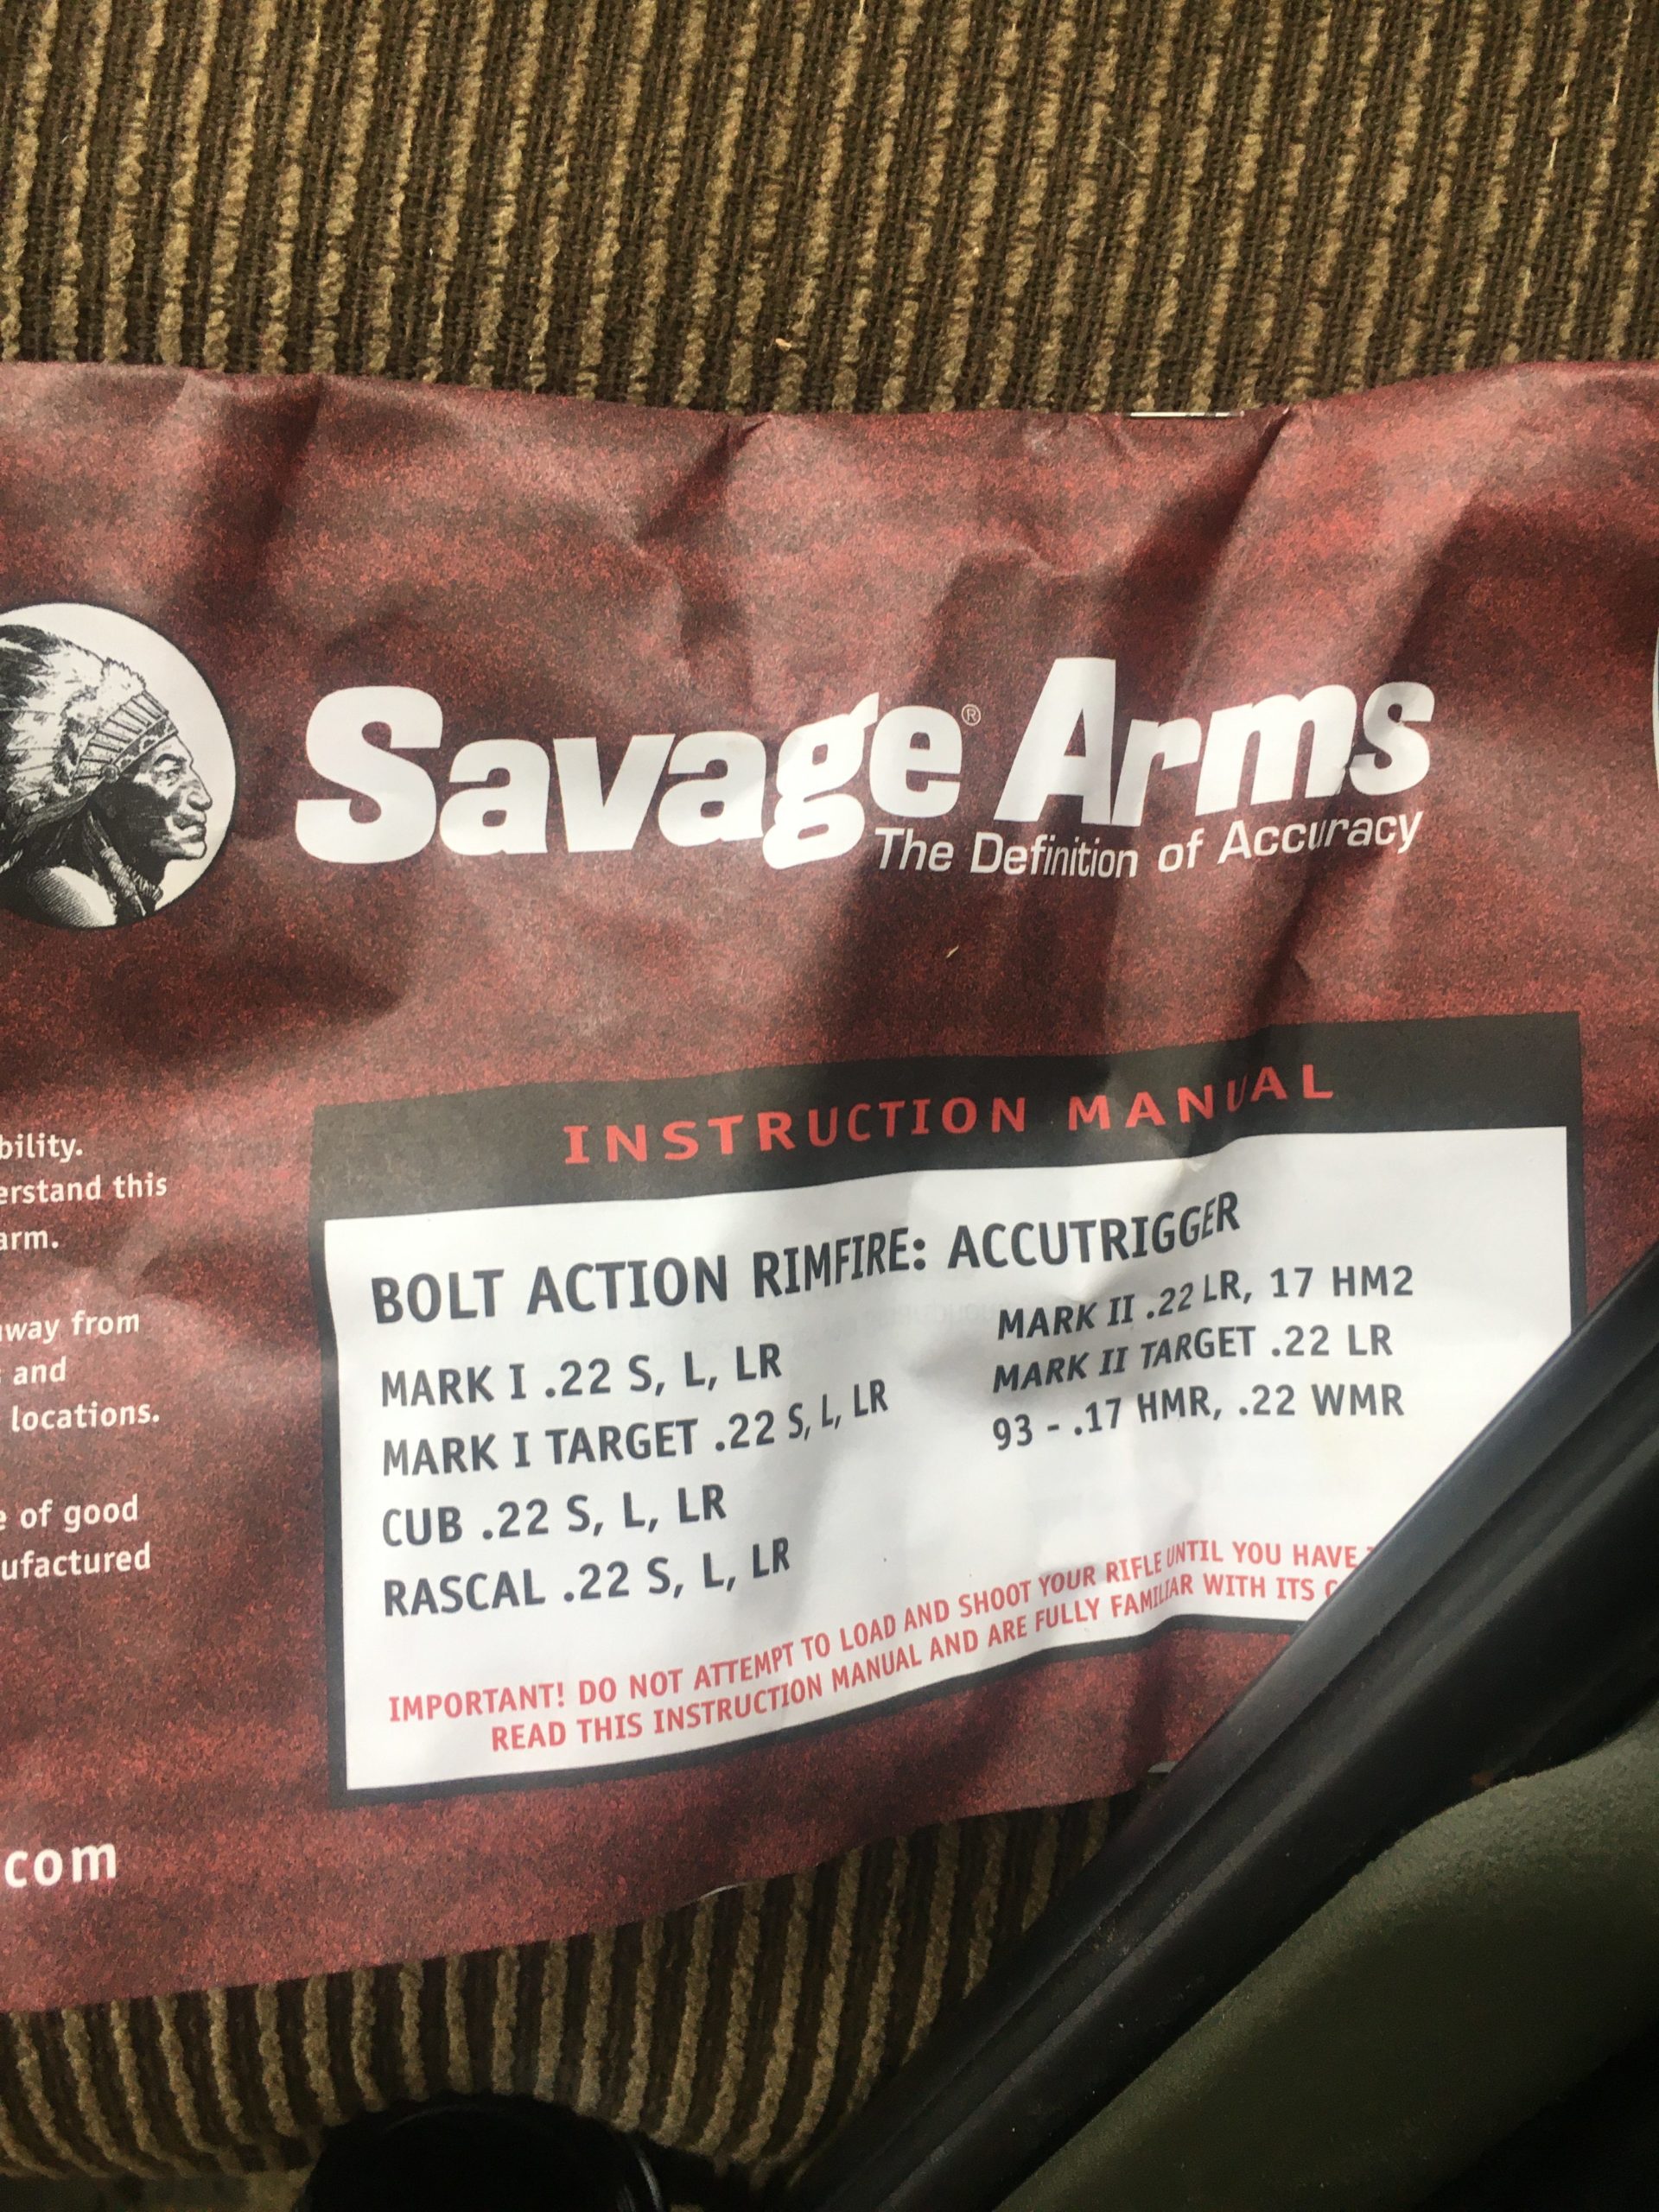 Savage® Arms
The Definition of Accuracy
bility.
erstand this
arm.
way from
and
locations.
e of good
ufactured
.com
INSTRUCTION MANUAL
BOLT ACTION RIMFIRE: ACCUTRIGGER
MARK I .22 S, L, LR
MARK I TARGET .22 S, L, LR
CUB .22 S, L, LR
RASCAL .22 S, L, LR
MARK II .22 LR, 17 HM2
MARK II TARGET .22 LR
93 - .17 HMR, .22 WMR
IMPORTANT! DO NOT ATTEMPT TO LOAD AND SHOOT YOUR RIFLE UNTIL YOU HAVE
READ THIS INSTRUCTION MANUAL AND ARE FULLY FAMILIAR WITH ITS